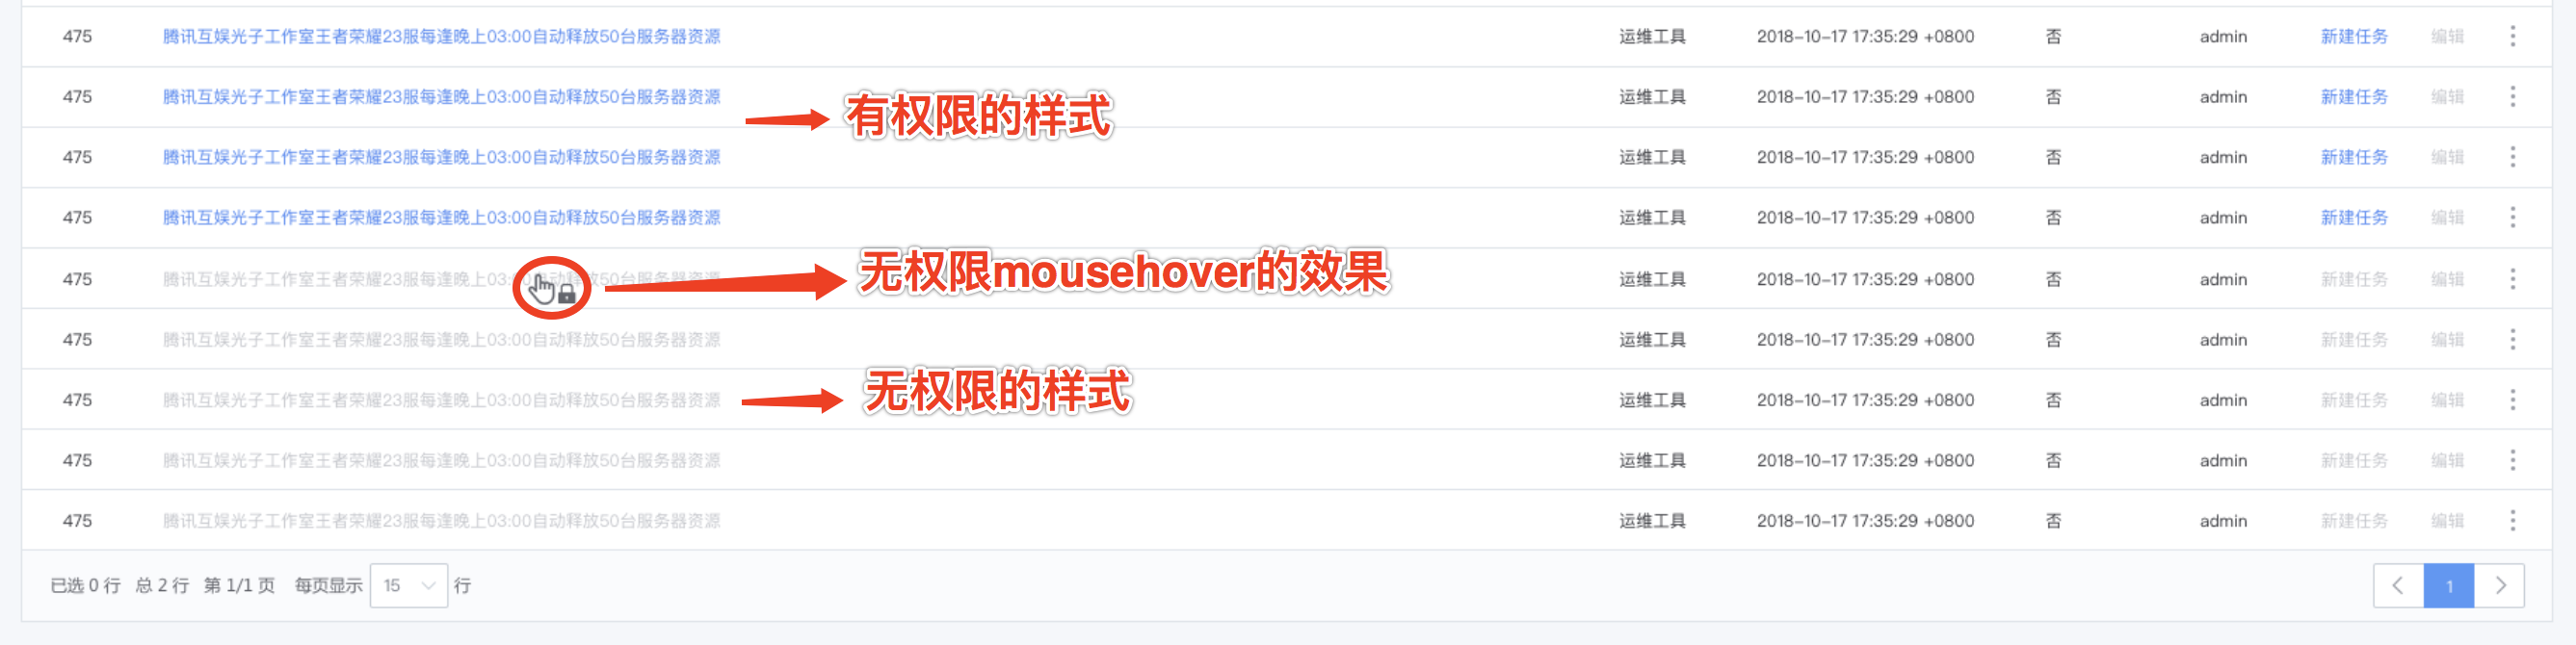 475 腾讯互娱光子工作室王者荣耀23服每逢晚上03:00自动释放50台服务器资源 运维工具 2018-10-17 17:35:29 +0800 否 admin 新建任务 编辑
475 腾讯互娱光子工作室王者荣耀23服每逢晚上03:00自动释放50台服务器资源 运维工具 2018-10-17 17:35:29 +0800 否 admin 新建任务 编辑
有权限的样式
475 腾讯互娱光子工作室王者荣耀23服每逢晚上03:00自动释放50台服务器资源 运维工具 2018-10-17 17:35:29 +0800 否 admin 新建任务 编辑
475 腾讯互娱光子工作室王者荣耀23服每逢晚上03:00自动释放50台服务器资源 运维工具 2018-10-17 17:35:29 +0800 否 admin 新建任务 编辑
475 腾讯互娱光子工作室王者荣耀23服每逢晚上03:00自动释放50台服务器资源 运维工具 2018-10-17 17:35:29 +0800 否 admin 新建任务 编辑
无权限mousehover的效果
475 腾讯互娱光子工作室王者荣耀23服每逢晚上03:00自动释放50台服务器资源 运维工具 2018-10-17 17:35:29 +0800 否 admin 新建任务 编辑
475 腾讯互娱光子工作室王者荣耀23服每逢晚上03:00自动释放50台服务器资源 运维工具 2018-10-17 17:35:29 +0800 否 admin 新建任务 编辑
无权限的样式
475 腾讯互娱光子工作室王者荣耀23服每逢晚上03:00自动释放50台服务器资源 运维工具 2018-10-17 17:35:29 +0800 否 admin 新建任务 编辑
475 腾讯互娱光子工作室王者荣耀23服每逢晚上03:00自动释放50台服务器资源 运维工具 2018-10-17 17:35:29 +0800 否 admin 新建任务 编辑
已选 0 行 总 2 行 第 1/1 页 每页显示 15 行 1